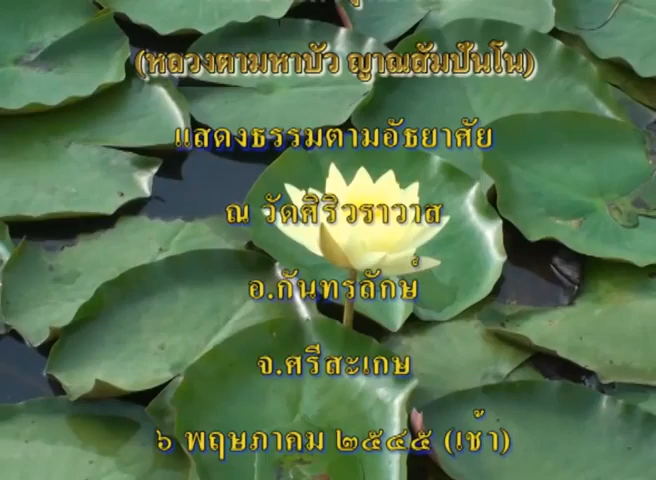 (หลวงตามหาบัว ญาณสัมปันโน)
แสดงธรรมตามอัธยาศัย
ณ วัดศิริวราวาส
อ.กันทรลักษ์
จ.ศรีสะเกษ
๖ พฤษภาคม ๒๕๔๕ (เช้า)